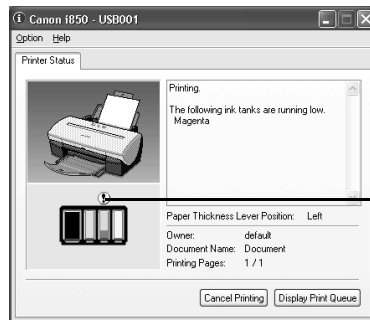 Canon i850 - USB001
Option Help
Printer Status
Printing.
The following ink tanks are running low.
Magenta
Paper Thickness Lever Position: Left
Owner: default
Document Name: Document
Printing Pages: 1 / 1
Cancel Printing Display Print Queue